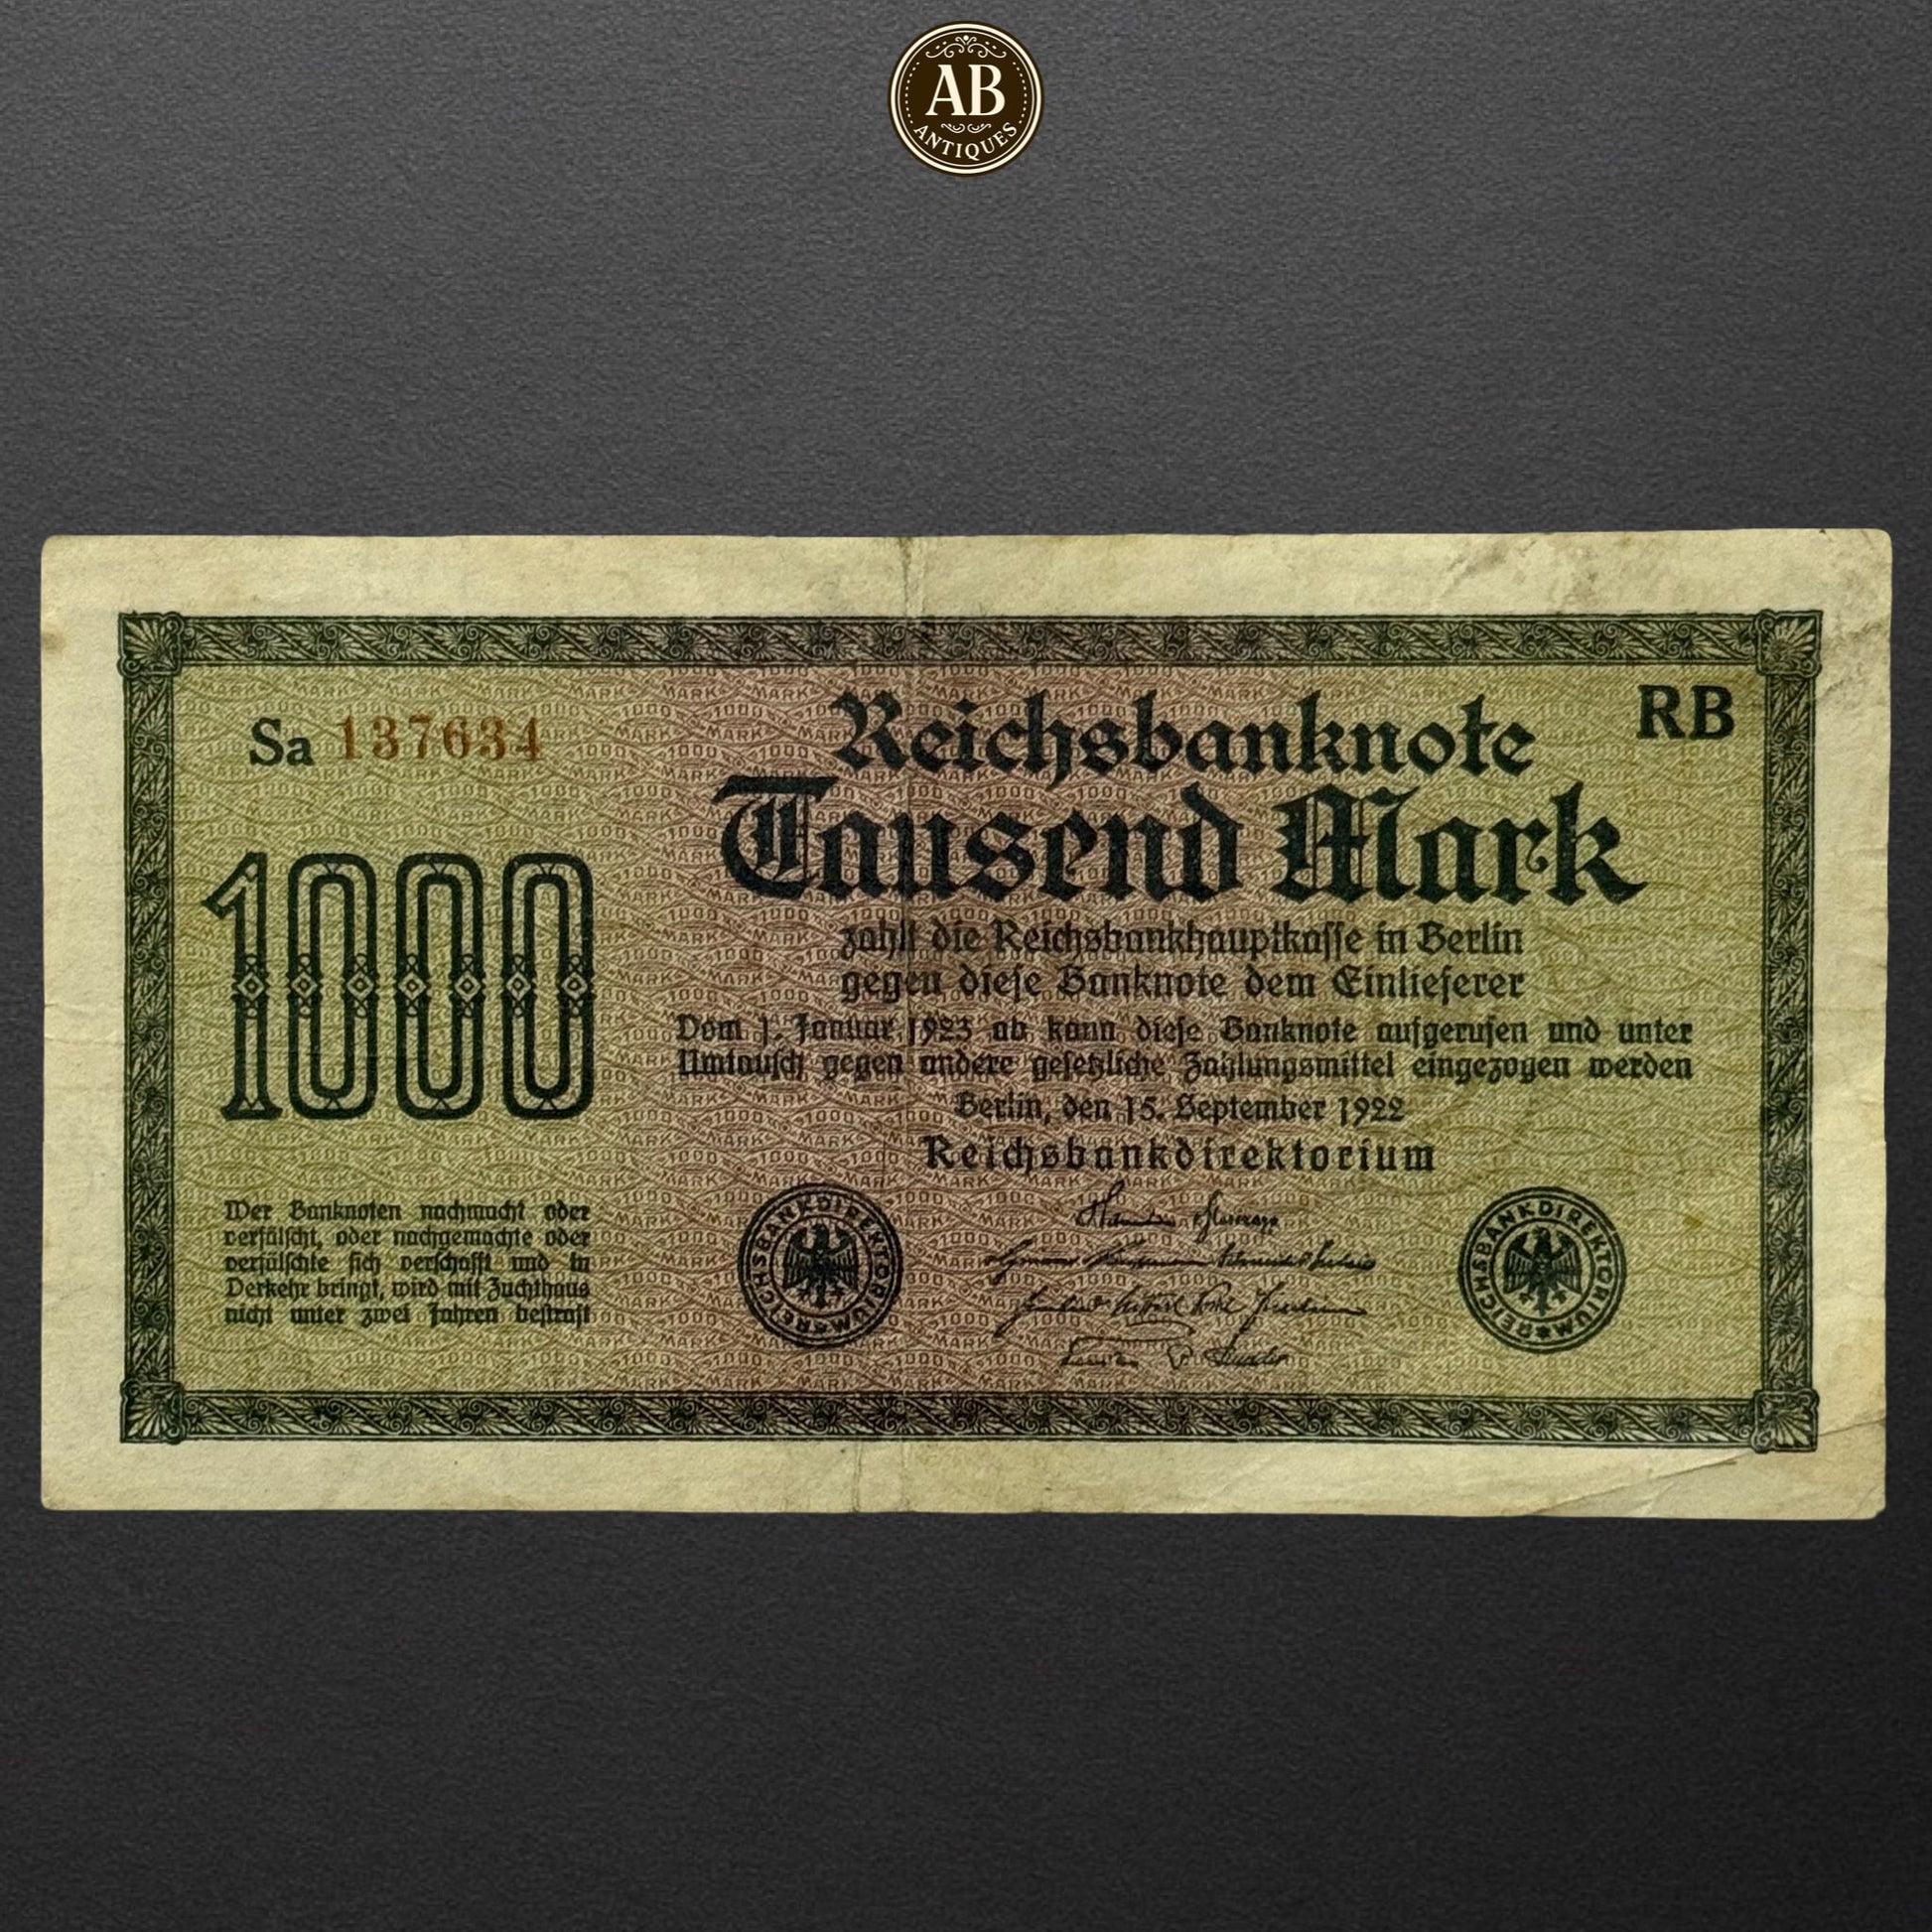 AB
ANTIQUES
Sa 137634
Reichsbanknote
RB
Tausend Mark
1000
zahlt die Reichsbankhauptkasse in Berlin
gegen diese Banknote dem Einlieferer
Vom 1. Januar 1923 ab kann diese Banknote aufgerufen und unter
Umtausch gegen andere gesetzliche Zahlungsmittel eingezogen werden
Berlin, den 15. September 1922
Reichsbankdirektorium
Wer Banknoten nachmacht oder
verfälscht, oder nachgemachte oder
verfälschte sich verschafft und in
Verkehr bringt, wird mit Zuchthaus
nicht unter zwei Jahren bestraft
REICHSBANKDIREKTORIUM
REICHSBANKDIREKTORIUM